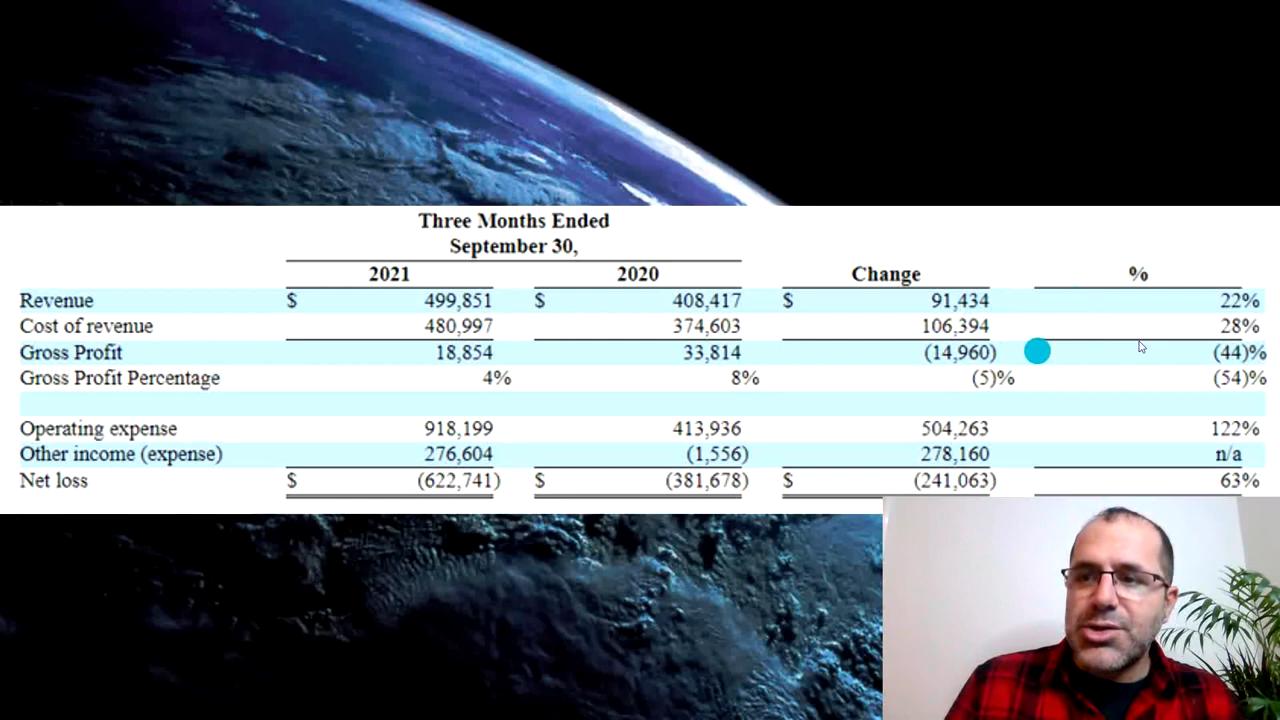 Three Months Ended
September 30,
2021 2020 Change %
Revenue $ 499,851 $ 408,417 $ 91,434 22%
Cost of revenue 480,997 374,603 106,394 28%
Gross Profit 18,854 33,814 (14,960) (44)%
Gross Profit Percentage 4% 8% (5)% (54)%
Operating expense 918,199 413,936 504,263 122%
Other income (expense) 276,604 (1,556) 278,160 n/a
Net loss $ (622,741) $ (381,678) $ (241,063) 63%